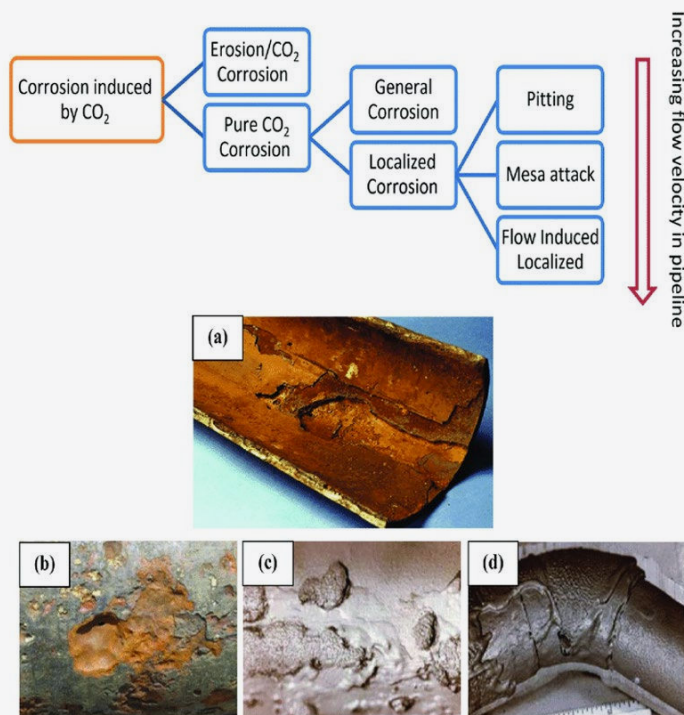 Corrosion induced
by CO₂
Erosion/CO₂
Corrosion
Pure CO₂
Corrosion
General
Corrosion
Localized
Corrosion
Pitting
Mesa attack
Flow Induced
Localized
Increasing flow velocity in pipeline
(a)
(b)
(c)
(d)